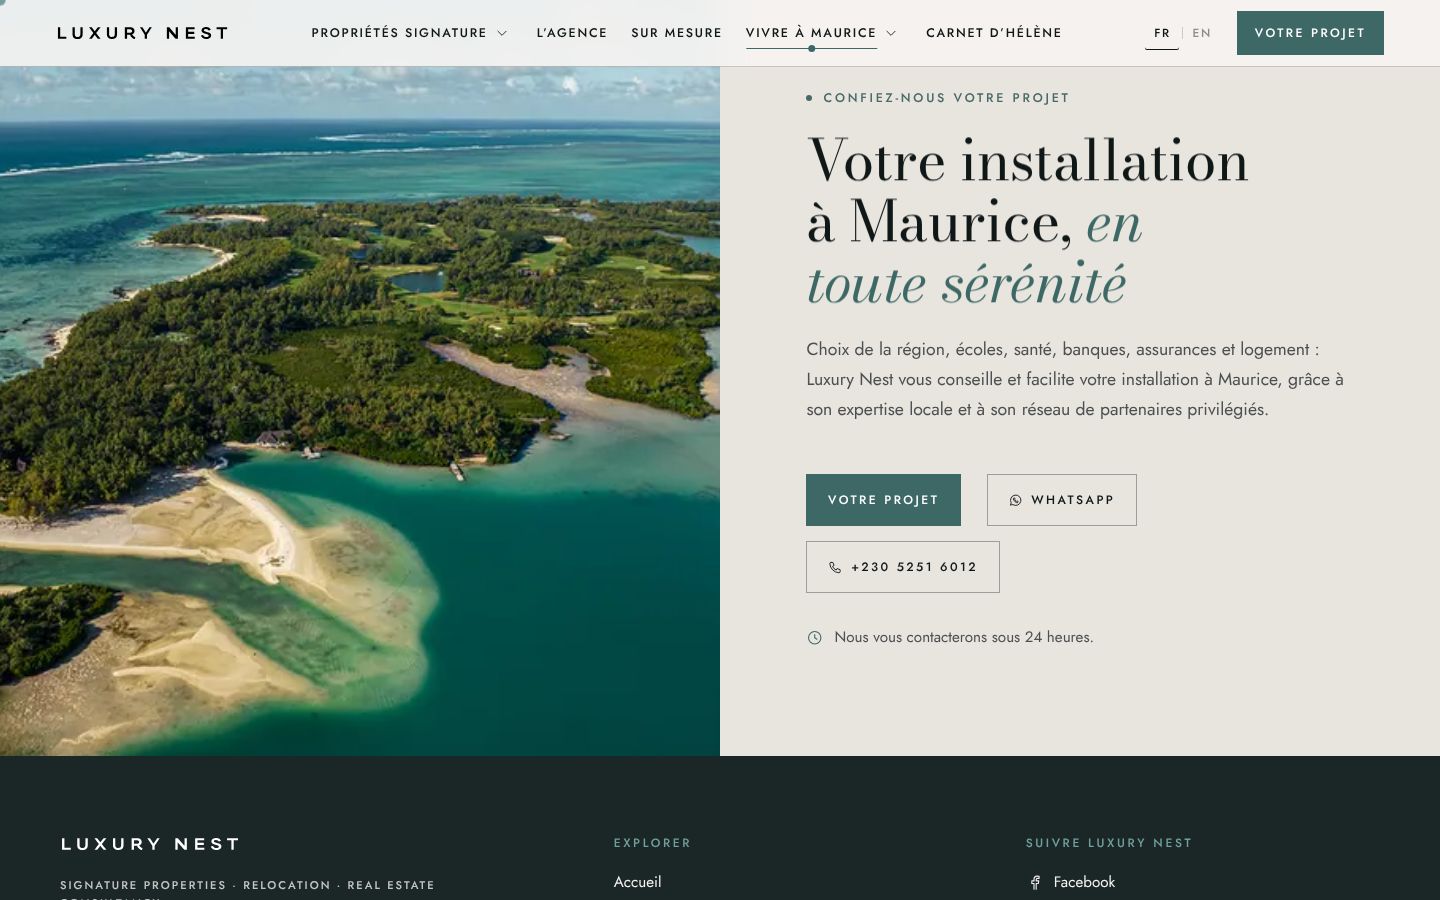 LUXURY NEST
PROPRIÉTÉS SIGNATURE
L’AGENCE
SUR MESURE
VIVRE À MAURICE
CARNET D’HÉLÈNE
FR
EN
VOTRE PROJET
CONFIEZ-NOUS VOTRE PROJET
Votre installation
à Maurice, en
toute sérénité
Choix de la région, écoles, santé, banques, assurances et logement :
Luxury Nest vous conseille et facilite votre installation à Maurice, grâce à
son expertise locale et à son réseau de partenaires privilégiés.
VOTRE PROJET
WHATSAPP
+230 5251 6012
Nous vous contacterons sous 24 heures.
LUXURY NEST
SIGNATURE PROPERTIES · RELOCATION · REAL ESTATE
EXPLORER
Accueil
SUIVRE LUXURY NEST
Facebook